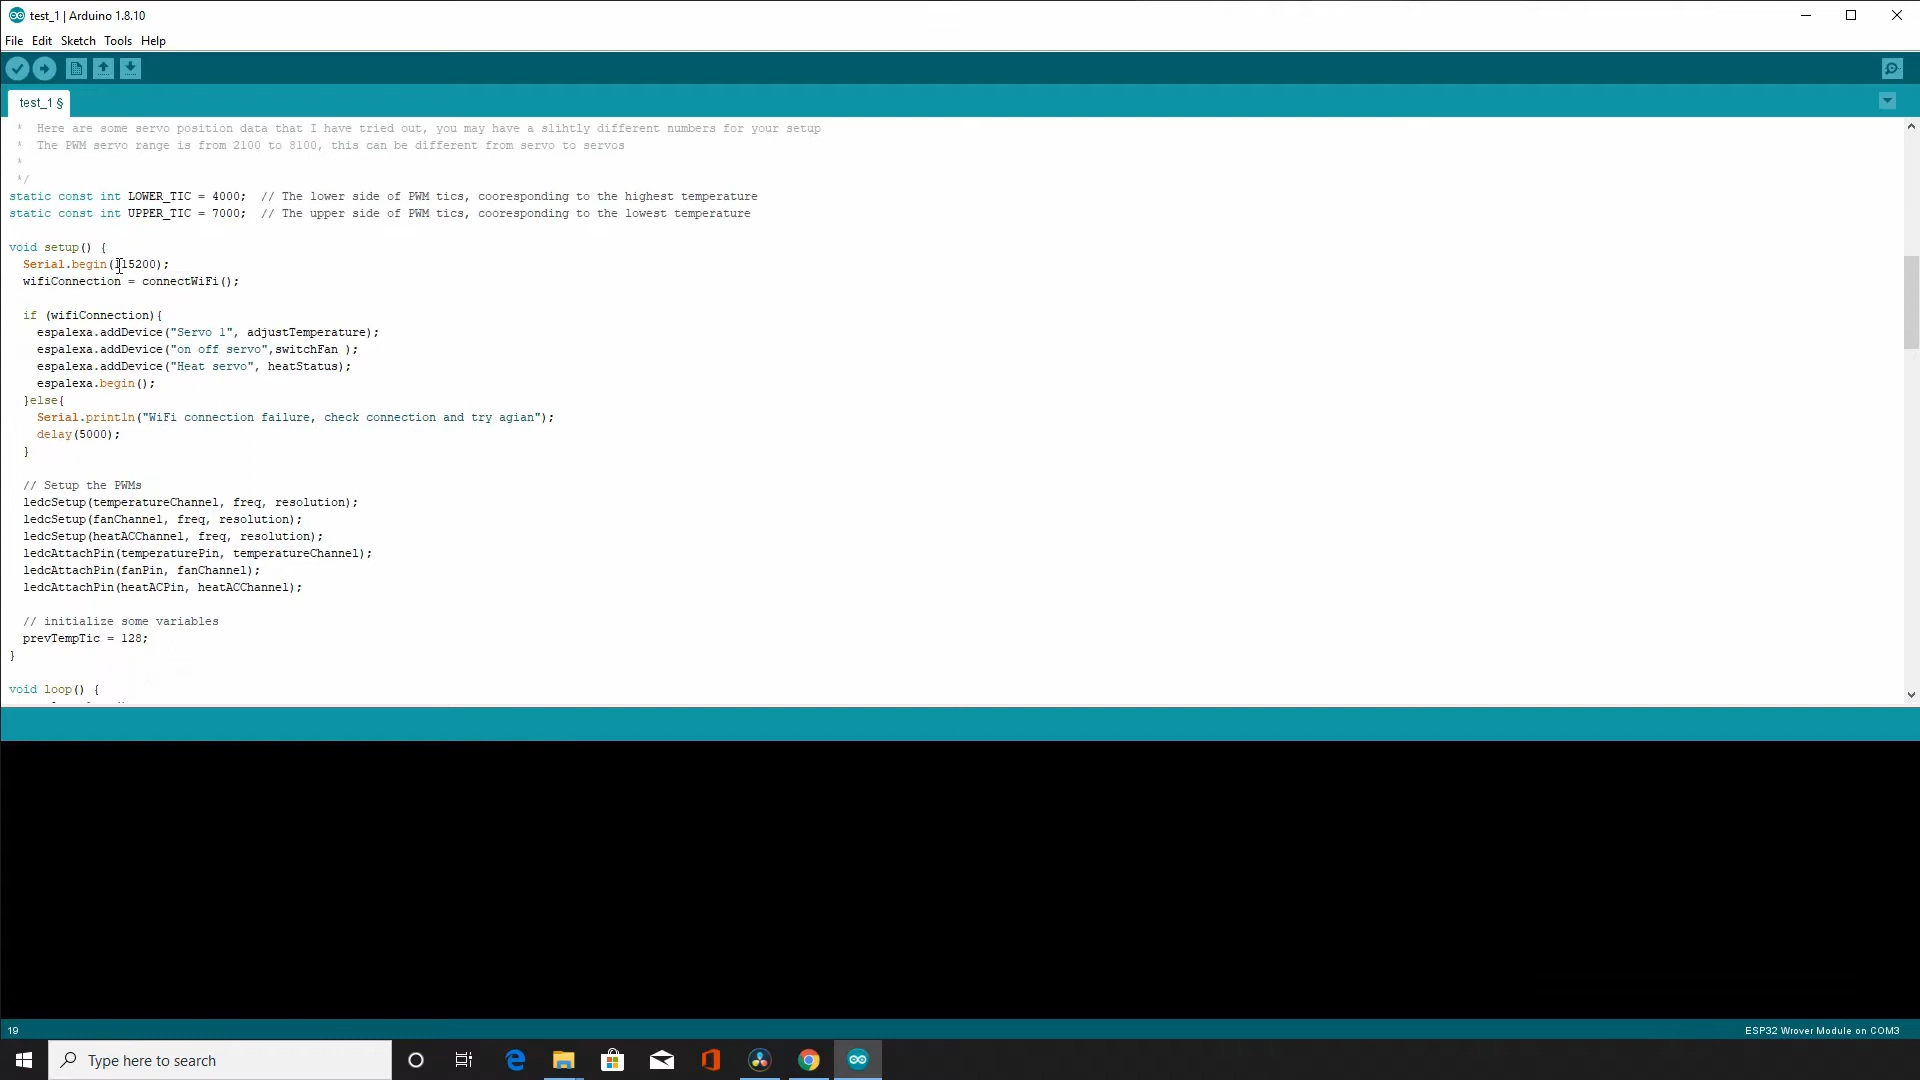 test_1 | Arduino 1.8.10
File Edit Sketch Tools Help
test_1 §
* Here are some servo position data that I have tried out, you may have a slihtly different numbers for your setup
* The PWM servo range is from 2100 to 8100, this can be different from servo to servos
*
*/
static const int LOWER_TIC = 4000; // The lower side of PWM tics, cooresponding to the highest temperature
static const int UPPER_TIC = 7000; // The upper side of PWM tics, cooresponding to the lowest temperature
void setup() {
Serial.begin(115200);
wifiConnection = connectWiFi();
if (wifiConnection){
espalexa.addDevice("Servo 1", adjustTemperature);
espalexa.addDevice("on off servo",switchFan );
espalexa.addDevice("Heat servo", heatStatus);
espalexa.begin();
}else{
Serial.println("WiFi connection failure, check connection and try agian");
delay(5000);
}
// Setup the PWMs
ledcSetup(temperatureChannel, freq, resolution);
ledcSetup(fanChannel, freq, resolution);
ledcSetup(heatACChannel, freq, resolution);
ledcAttachPin(temperaturePin, temperatureChannel);
ledcAttachPin(fanPin, fanChannel);
ledcAttachPin(heatACPin, heatACChannel);
// initialize some variables
prevTempTic = 128;
}
void loop() {
19
ESP32 Wrover Module on COM3
Type here to search